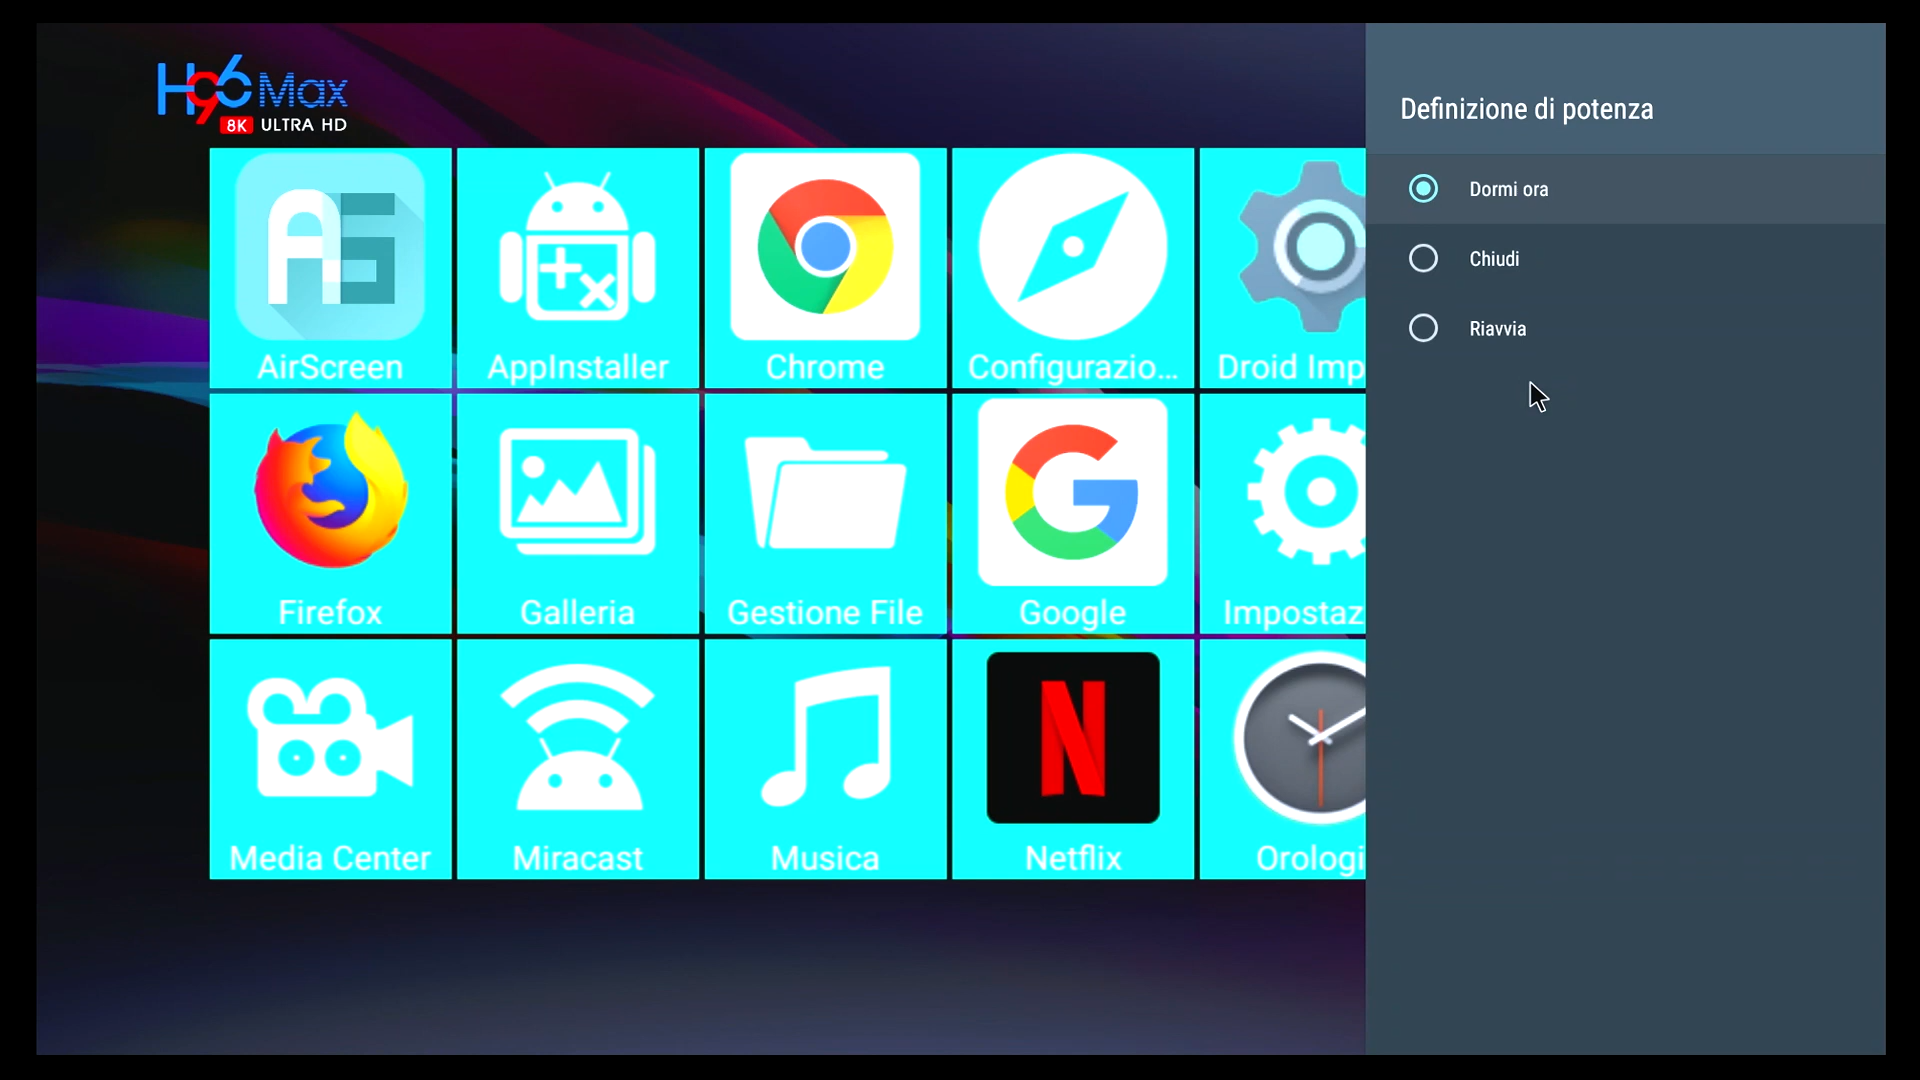 H96 Max
8K ULTRA HD
Definizione di potenza
Dormi ora
Chiudi
Riavvia
AirScreen
AppInstaller
Chrome
Configurazio...
Droid Imp
Firefox
Galleria
Gestione File
Google
Impostaz
Media Center
Miracast
Musica
Netflix
Orologi